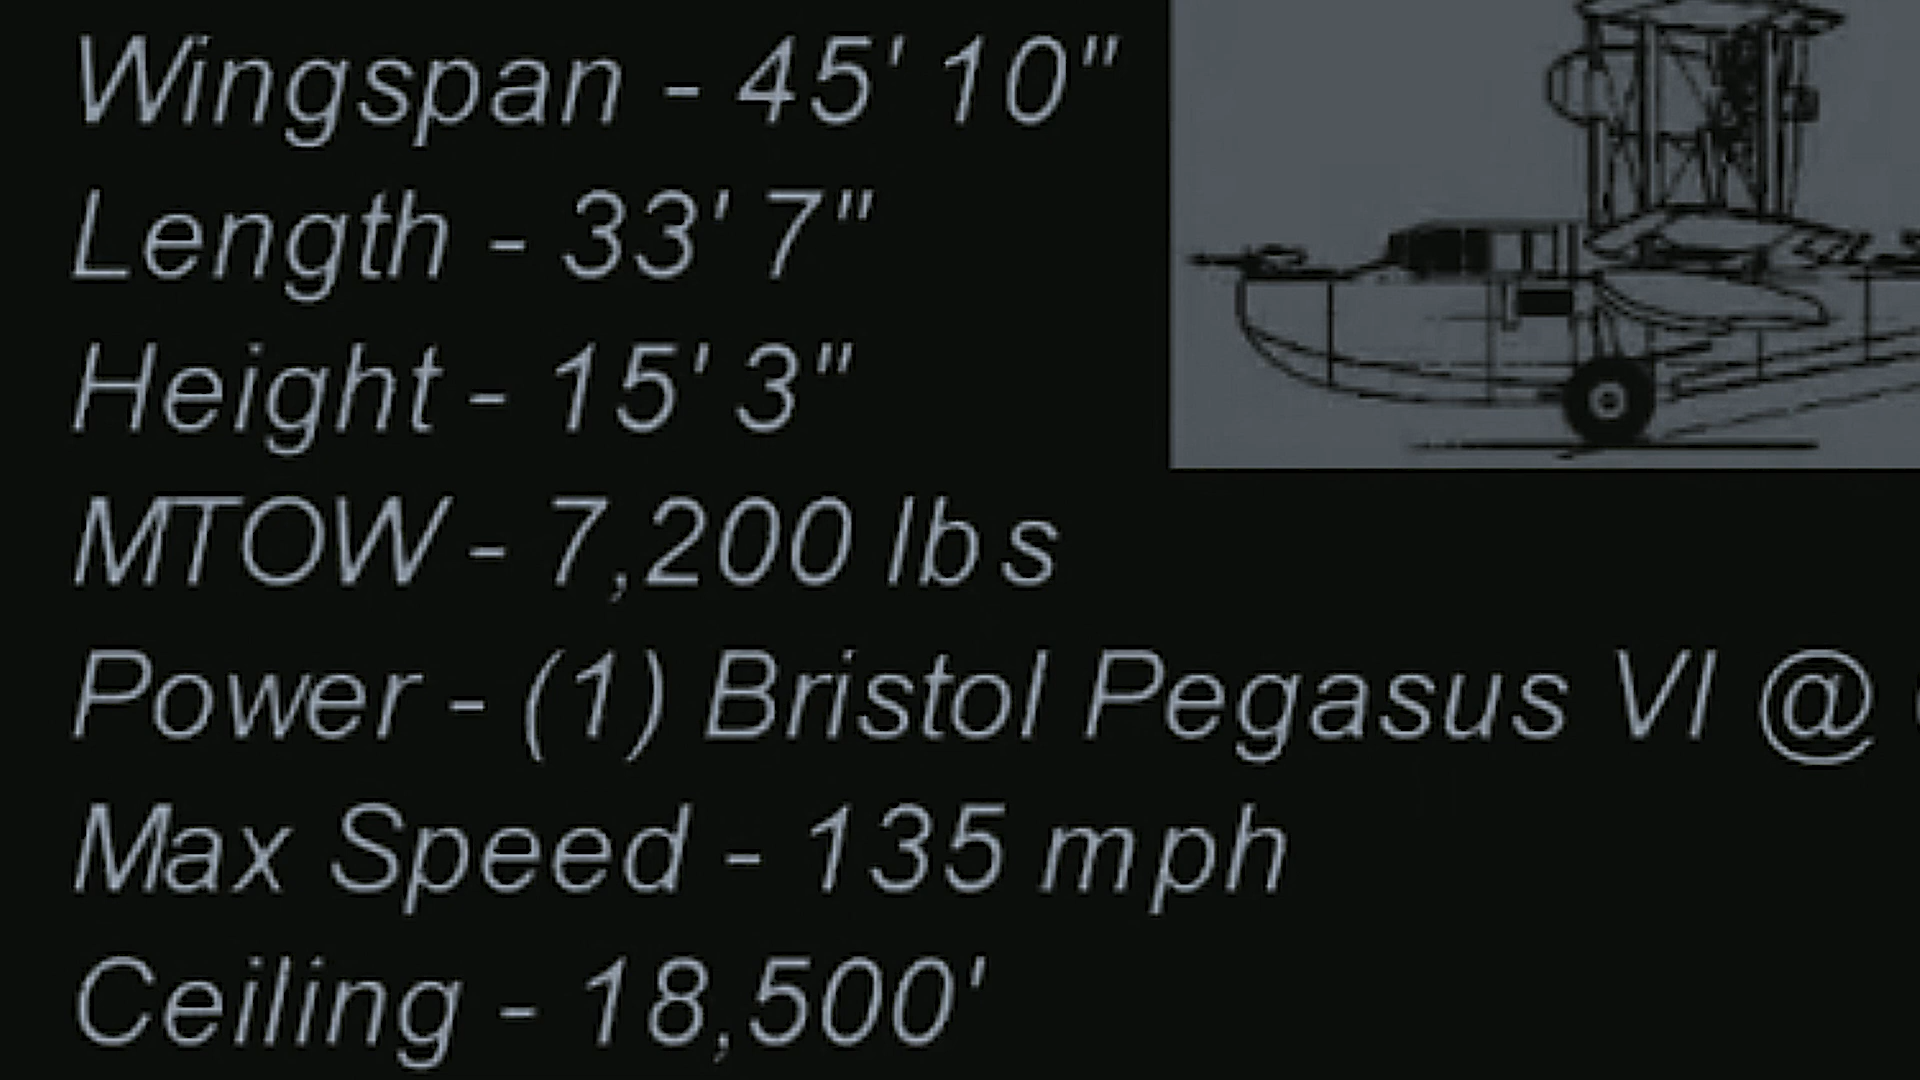 Wingspan - 45' 10"
Length - 33' 7"
Height - 15' 3"
MTOW - 7,200 lbs
Power - (1) Bristol Pegasus VI @
Max Speed - 135 mph
Ceiling - 18,500'